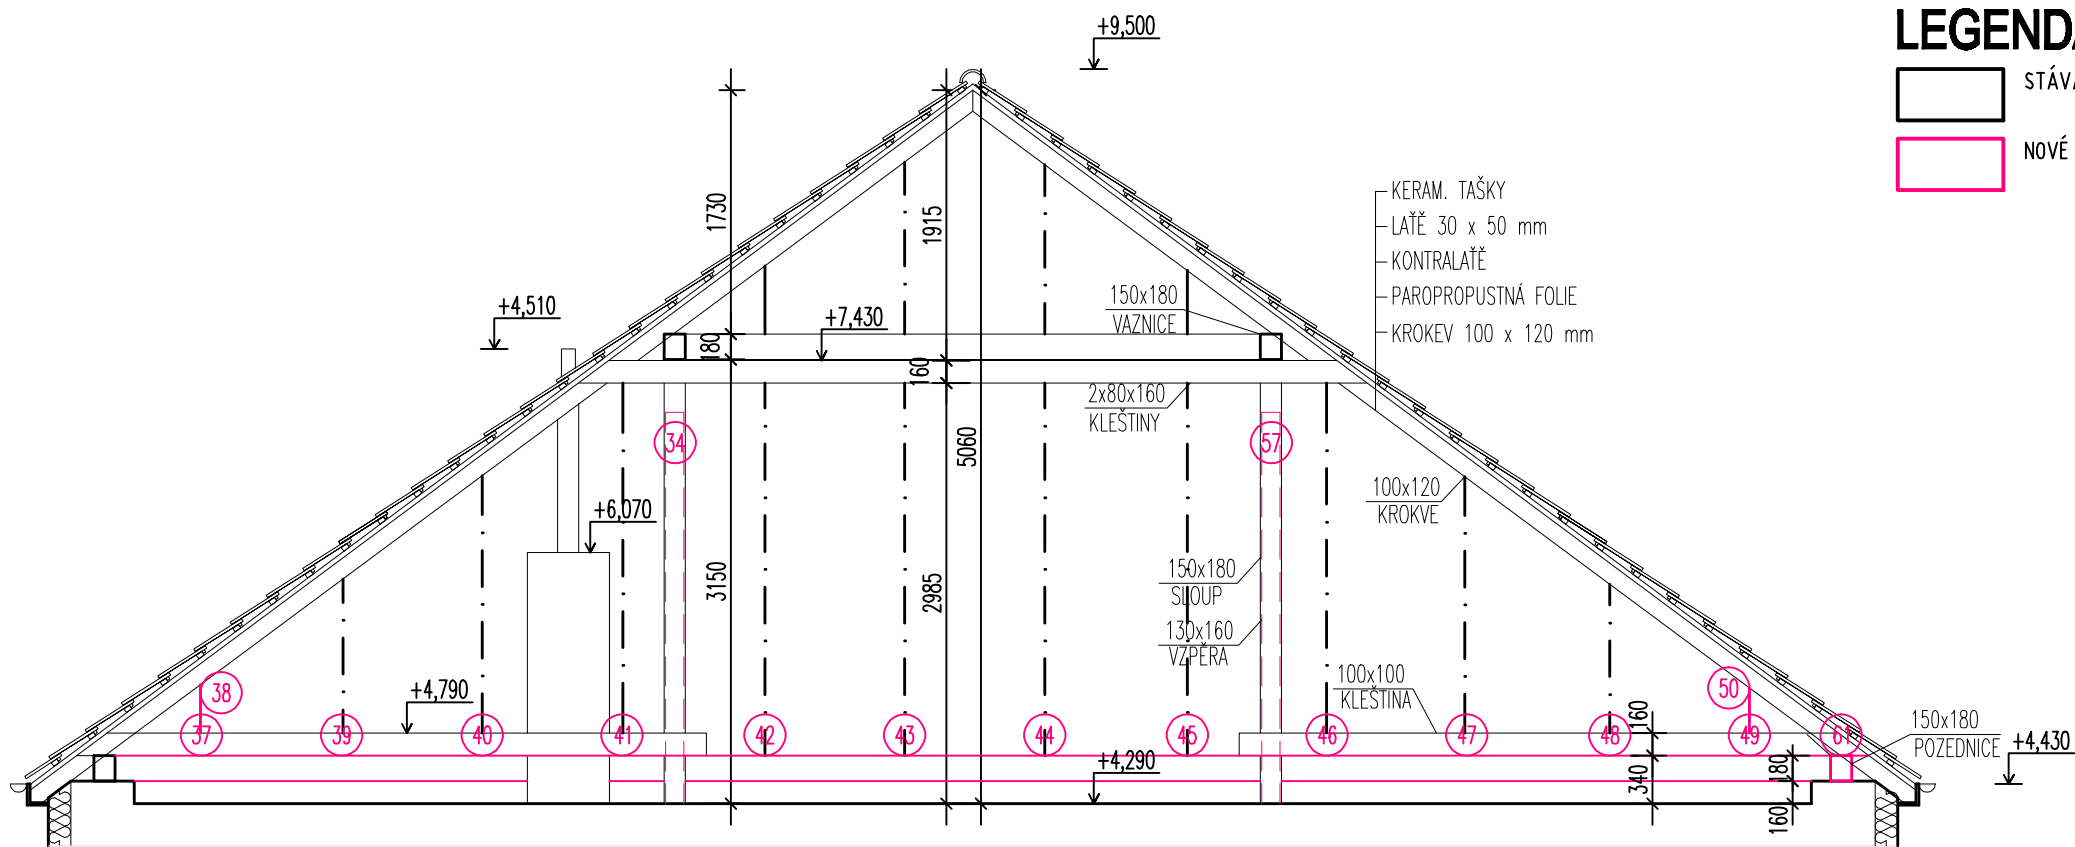 LEGENDA
STÁVA
NOVÉ
+9,500
KERAM. TAŠKY
LAŤĚ 30 x 50 mm
KONTRALAŤĚ
PAROPROPUSTNÁ FOLIE
KROKEV 100 x 120 mm
1730
1915
150x180
VAZNICE
+4,510
+7,430
180
160
2x80x160
KLEŠTINY
34
57
5060
100x120
KROKVE
+6,070
3150
2985
150x180
SLOUP
130x160
VZPĚRA
100x100
KLEŠTINA
+4,790
38
50
37
39
40
41
42
43
44
45
46
47
48
49
61
160
150x180
POZEDNICE
+4,430
+4,290
340
180
160